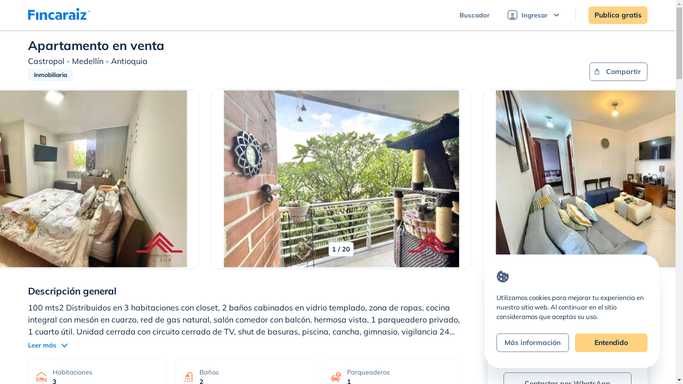 Fincaraiz
Buscador
Ingresar
Publica gratis
Apartamento en venta
Castropol - Medellín - Antioquia
Inmobiliaria
Compartir
1 / 20
Descripción general
100 mts2 Distribuidos en 3 habitaciones con closet, 2 baños cabinados en vidrio templado, zona de ropas, cocina
integral con mesón en cuarzo, red de gas natural, salón comedor con balcón, hermosa vista, 1 parqueadero privado,
1 cuarto útil. Unidad cerrada con circuito cerrado de TV, shut de basuras, piscina, cancha, gimnasio, vigilancia 24...
Leer más
Habitaciones
3
Baños
2
Parqueaderos
1
Utilizamos cookies para mejorar tu experiencia en
nuestro sitio web. Al continuar en el sitio
consideramos que aceptas su uso.
Más información
Entendido
Contactar por WhatsApp